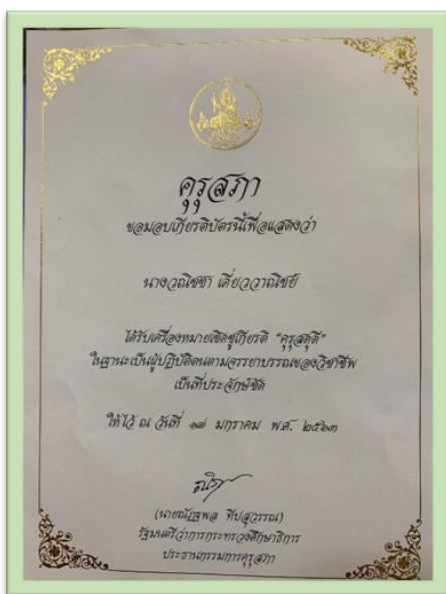 คุรุสภา
ขอมอบเกียรติบัตรนี้เพื่อแสดงว่า
นางวณิชชา เดี่ยววาณิชย์
ได้รับเครื่องหมายเชิดชูเกียรติ "คุรุสดุดี"
ในฐานะเป็นผู้ปฏิบัติตนตามจรรยาบรรณของวิชาชีพ
เป็นที่ประจักษ์ชัด
ให้ไว้ ณ วันที่ ๑๗ มกราคม พ.ศ. ๒๕๖๓
(นายณัฏฐพล ทีปสุวรรณ)
รัฐมนตรีว่าการกระทรวงศึกษาธิการ
ประธานกรรมการคุรุสภา